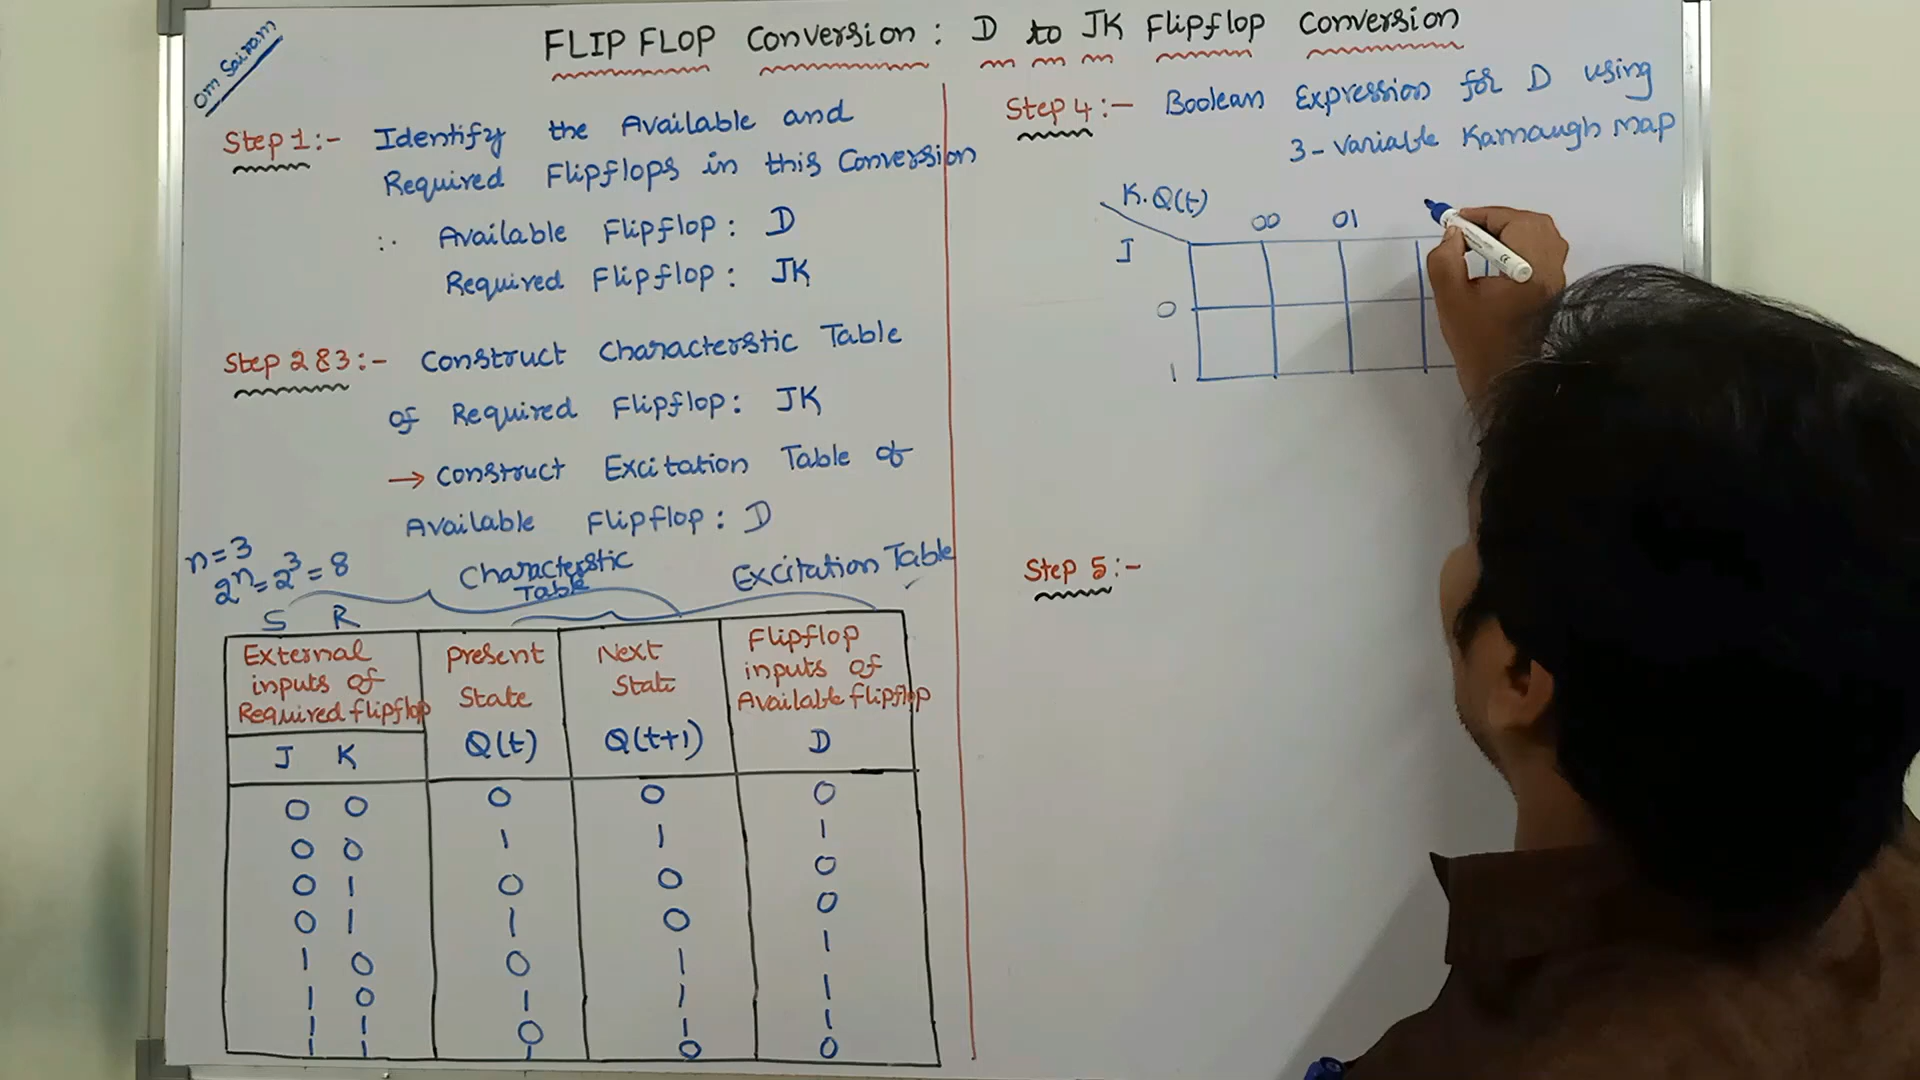 Om Sairam
FLIP FLOP Conversion : D to JK Flipflop Conversion
Step 1:- Identify the Available and
Required Flipflops in this Conversion
∴ Available Flipflop : D
Required Flipflop : JK
Step 2 & 3 :- Construct Characterstic Table
of Required Flipflop : JK
→ Construct Excitation Table of
Available Flipflop : D
n=3
2^n = 2^3 = 8
Characterstic
Table
Excitation Table
S R
External
inputs of
Required flipflop
J K
Present
State
Q(t)
Next
State
Q(t+1)
Flipflop
inputs of
Available flipflop
D
0 0 0 0 0
0 0 1 1 1
0 1 0 0 0
0 1 1 0 0
1 0 0 1 1
1 0 1 1 1
1 1 0 1 1
1 1 1 0 0
Step 4 :- Boolean Expression for D using
3-variable Karnaugh Map
K.Q(t)
J
00 01
0
1
Step 5 :-